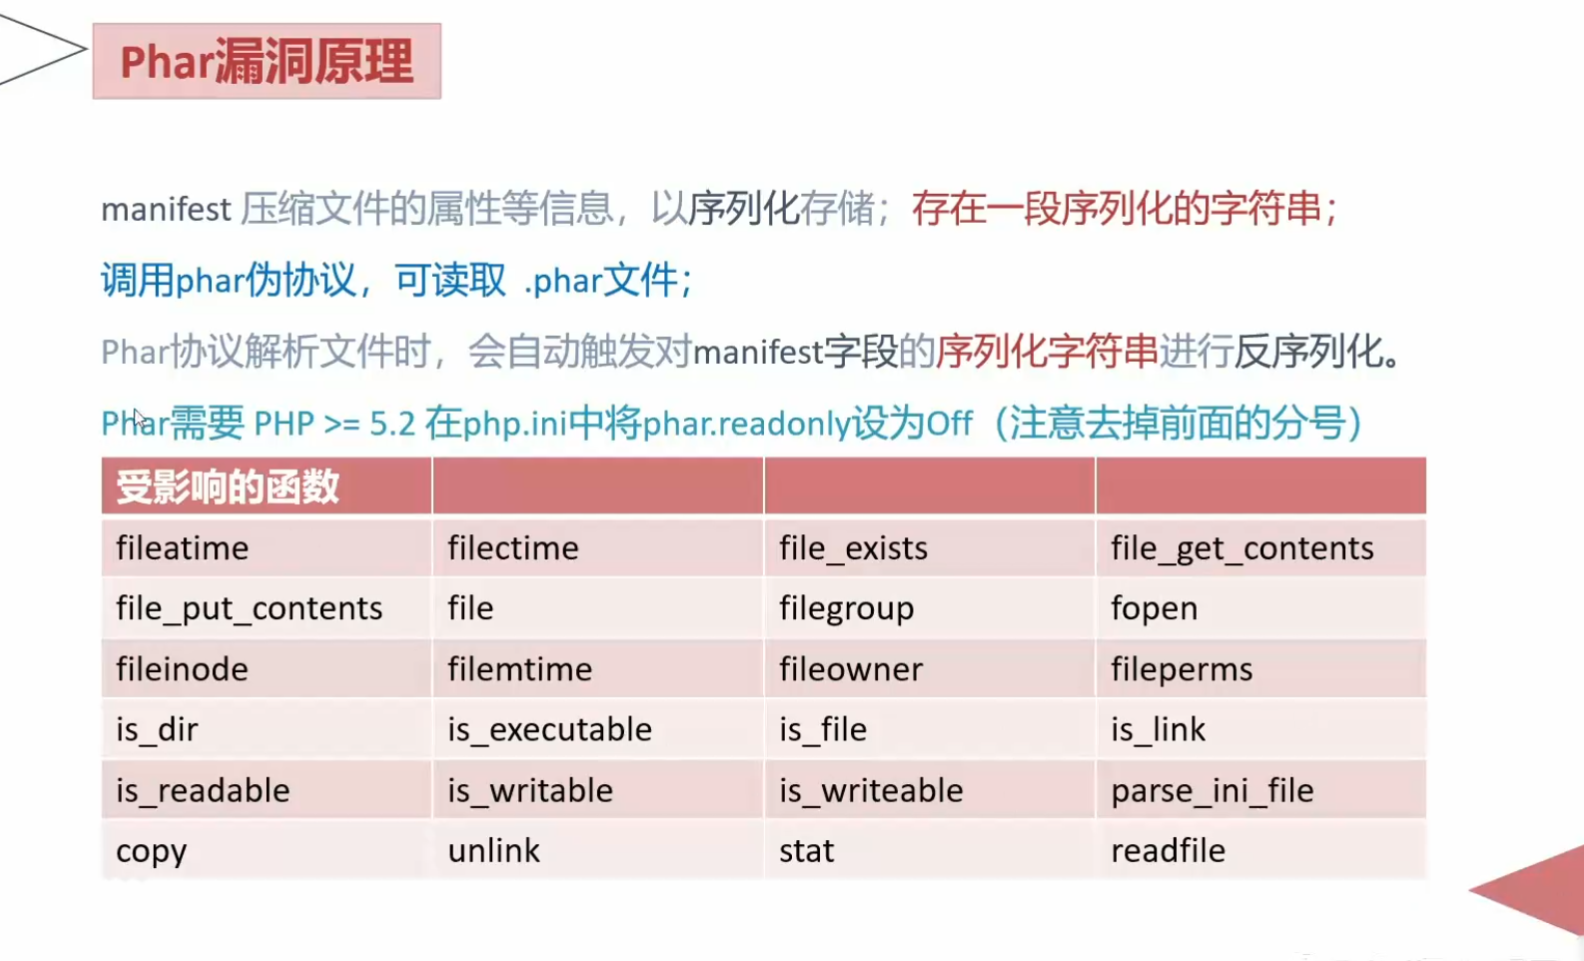 Phar漏洞原理
manifest 压缩文件的属性等信息，以序列化存储；存在一段序列化的字符串；
调用phar伪协议，可读取 .phar文件；
Phar协议解析文件时，会自动触发对manifest字段的序列化字符串进行反序列化。
Phar需要 PHP >= 5.2 在php.ini中将phar.readonly设为Off（注意去掉前面的分号）
受影响的函数
fileatime filectime file_exists file_get_contents
file_put_contents file filegroup fopen
fileinode filemtime fileowner fileperms
is_dir is_executable is_file is_link
is_readable is_writable is_writeable parse_ini_file
copy unlink stat readfile